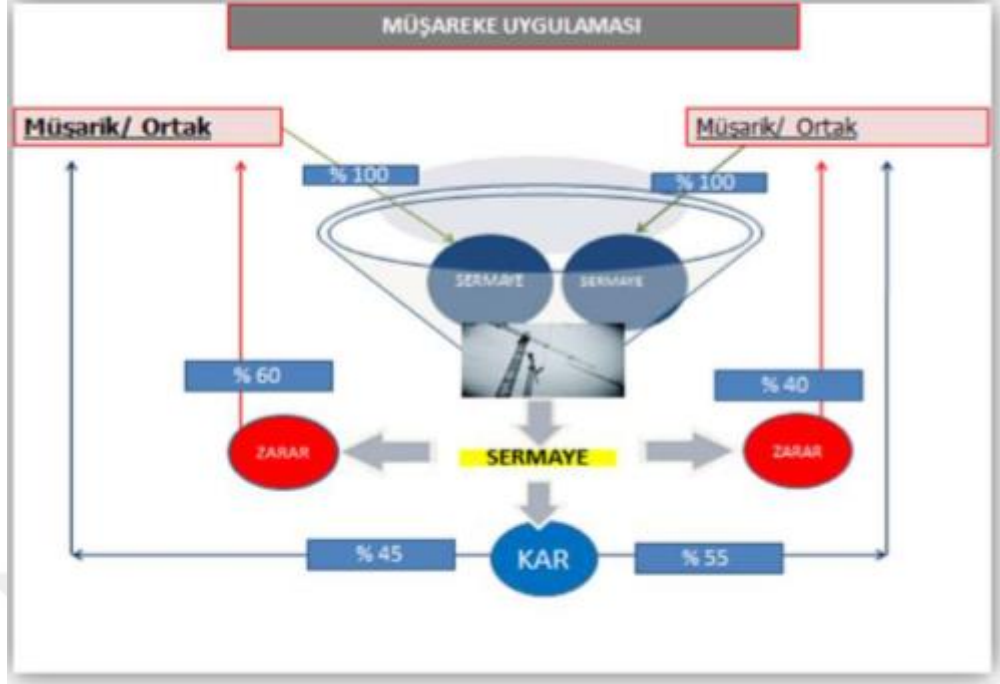 MÜŞAREKE UYGULAMASI
Müşarik/ Ortak
Müşarik/ Ortak
% 100
% 100
SERMAYE
SERMAYE
% 60
% 40
ZARAR
SERMAYE
ZARAR
% 45
KAR
% 55